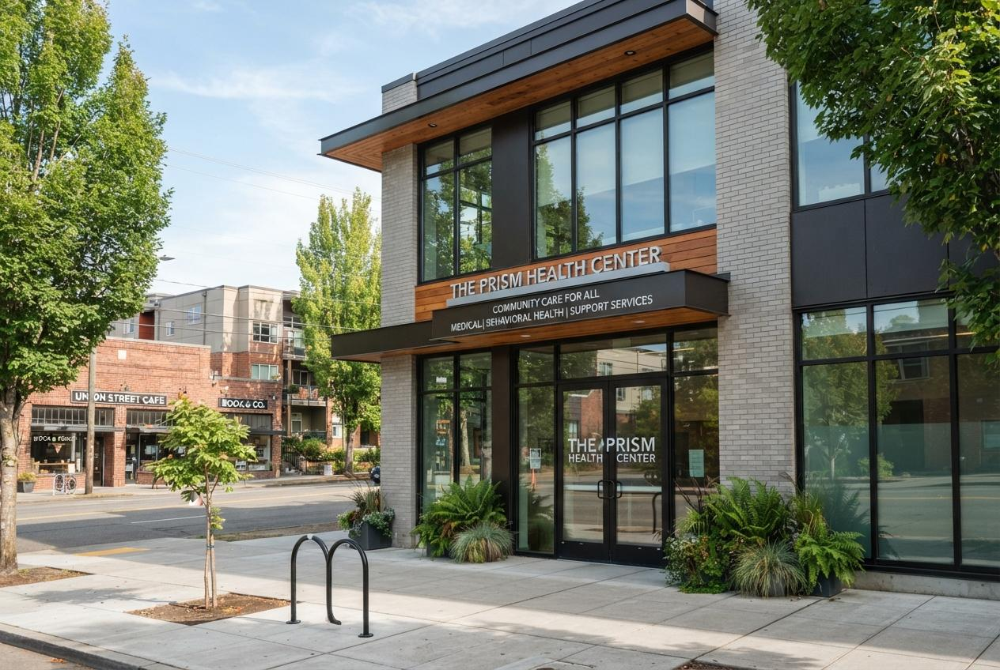 THE PRISM HEALTH CENTER
COMMUNITY CARE FOR ALL
MEDICAL | BEHAVIORAL HEALTH | SUPPORT SERVICES
THE PRISM
HEALTH CENTER
UNION STREET CAFE
& CO.